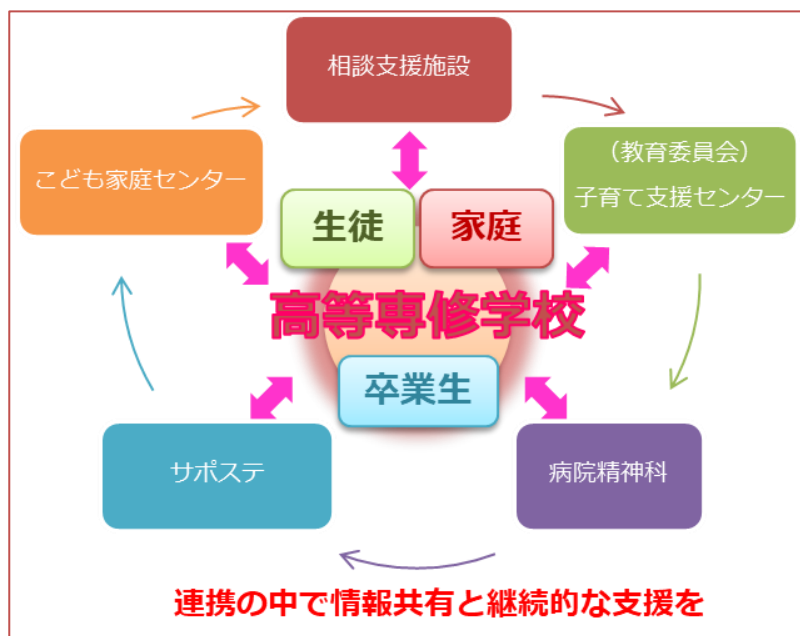 相談支援施設
こども家庭センター
（教育委員会）
子育て支援センター
生徒
家庭
高等専修学校
卒業生
サポステ
病院精神科
連携の中で情報共有と継続的な支援を